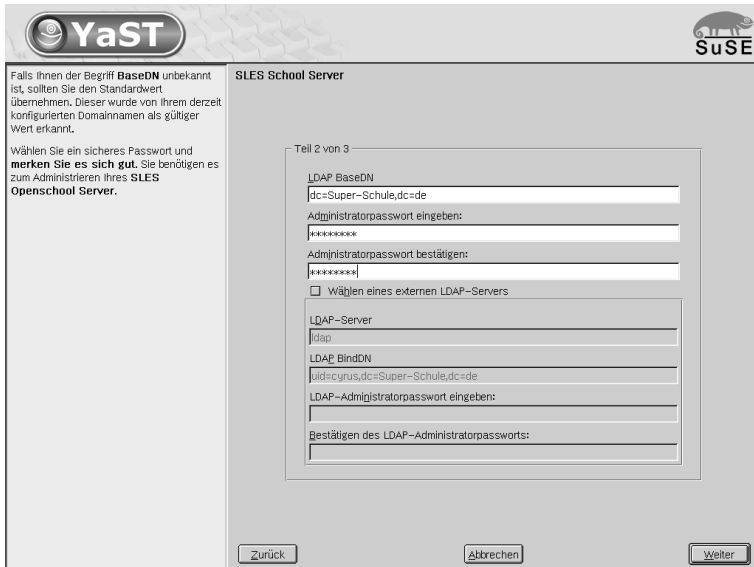 YaST
SuSE
Falls Ihnen der Begriff BaseDN unbekannt
ist, sollten Sie den Standardwert
übernehmen. Dieser wurde von Ihrem derzeit
konfigurierten Domainnamen als gültiger
Wert erkannt.
Wählen Sie ein sicheres Passwort und
merken Sie es sich gut. Sie benötigen es
zum Administrieren Ihres SLES
Openschool Server.
SLES School Server
Teil 2 von 3
LDAP BaseDN
dc=Super-Schule,dc=de
Administratorpasswort eingeben:
********
Administratorpasswort bestätigen:
********
Wählen eines externen LDAP-Servers
LDAP-Server
ldap
LDAP BindDN
uid=cyrus,dc=Super-Schule,dc=de
LDAP-Administratorpasswort eingeben:
Bestätigen des LDAP-Administratorpassworts:
Zurück
Abbrechen
Weiter